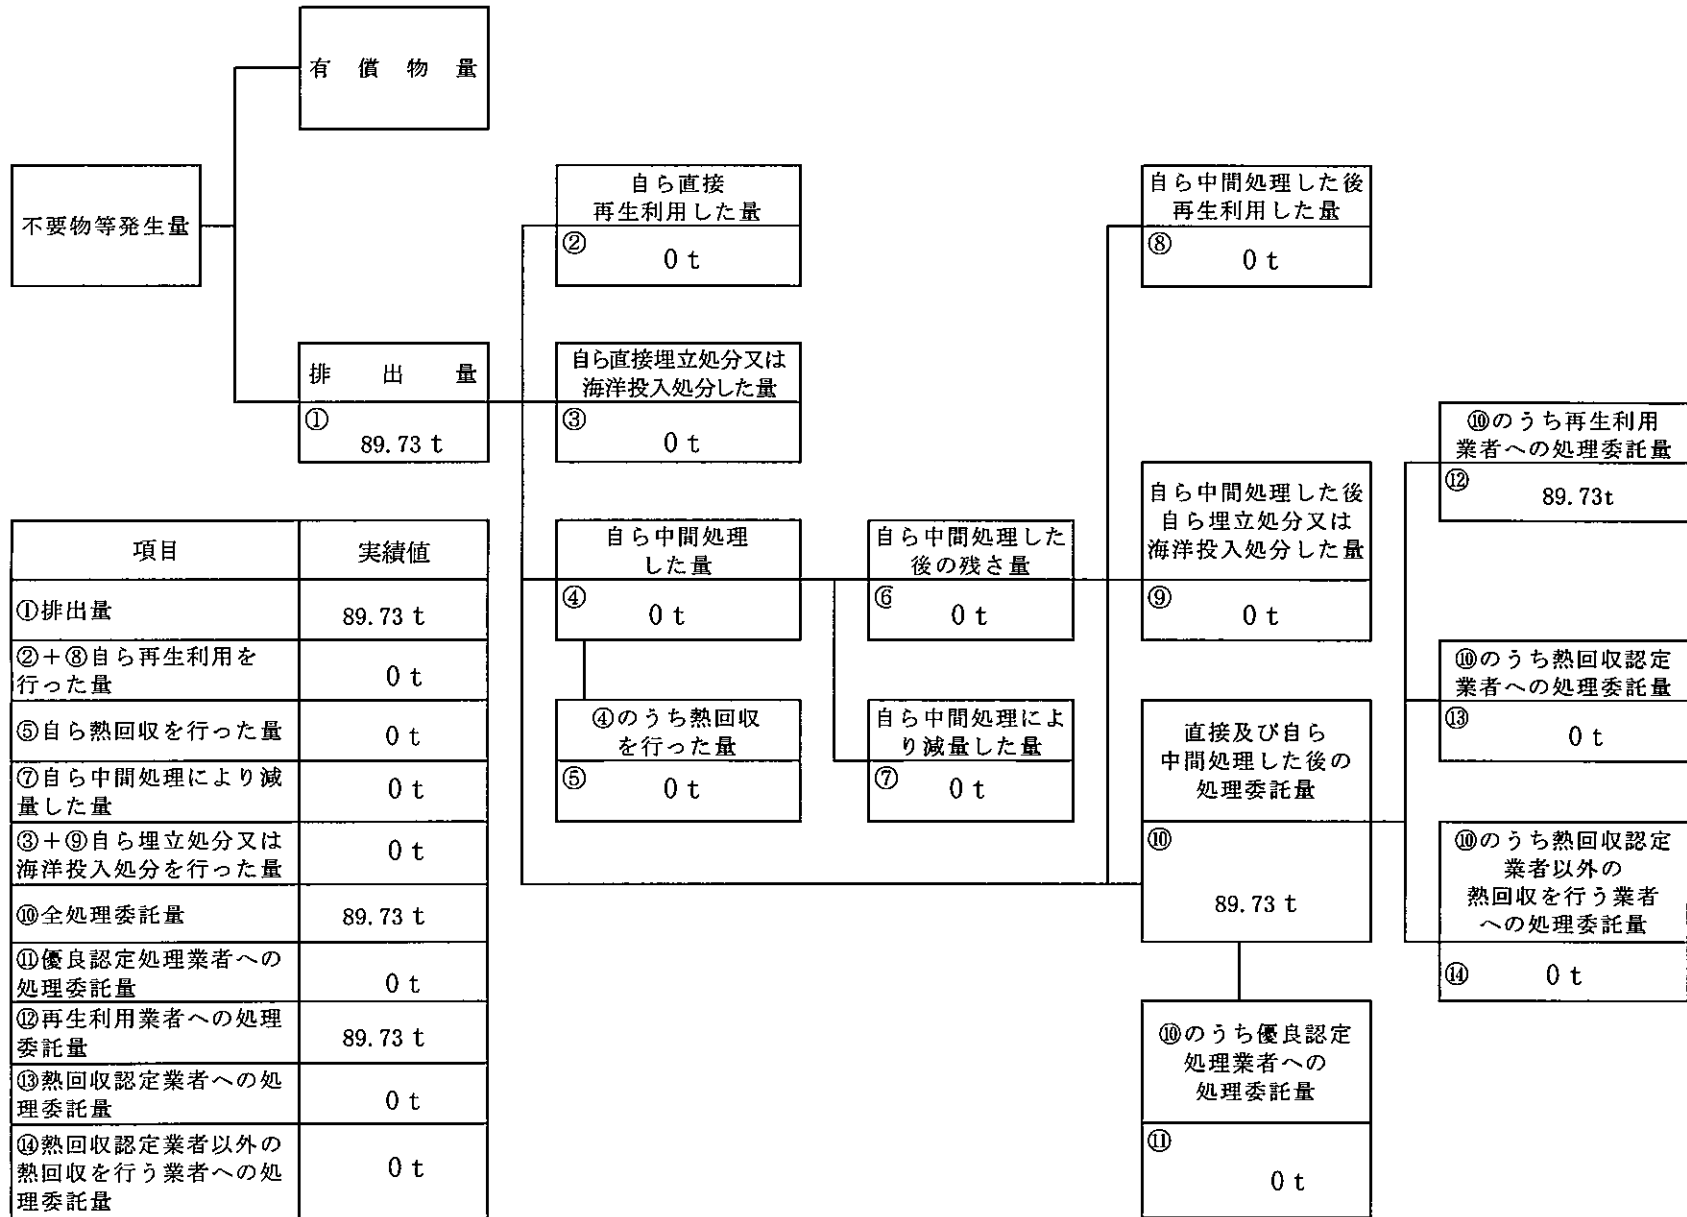 有償物量
不要物等発生量
排出量
①
89.73 t
自ら直接
再生利用した量
②
0 t
自ら直接埋立処分又は
海洋投入処分した量
③
0 t
自ら中間処理
した量
④
0 t
④のうち熱回収
を行った量
⑤
0 t
自ら中間処理した
後の残さ量
⑥
0 t
自ら中間処理によ
り減量した量
⑦
0 t
自ら中間処理した後
再生利用した量
⑧
0 t
自ら中間処理した後
自ら埋立処分又は
海洋投入処分した量
⑨
0 t
直接及び自ら
中間処理した後の
処理委託量
⑩
89.73 t
⑩のうち優良認定
処理業者への
処理委託量
⑪
0 t
⑩のうち再生利用
業者への処理委託量
⑫
89.73t
⑩のうち熱回収認定
業者への処理委託量
⑬
0 t
⑩のうち熱回収認定
業者以外の
熱回収を行う業者
への処理委託量
⑭
0 t
項目 実績値
①排出量 89.73 t
②+⑧自ら再生利用を
行った量 0 t
⑤自ら熱回収を行った量 0 t
⑦自ら中間処理により減
量した量 0 t
③+⑨自ら埋立処分又は
海洋投入処分を行った量 0 t
⑩全処理委託量 89.73 t
⑪優良認定処理業者への
処理委託量 0 t
⑫再生利用業者への処理
委託量 89.73 t
⑬熱回収認定業者への処
理委託量 0 t
⑭熱回収認定業者以外の
熱回収を行う業者への処
理委託量 0 t